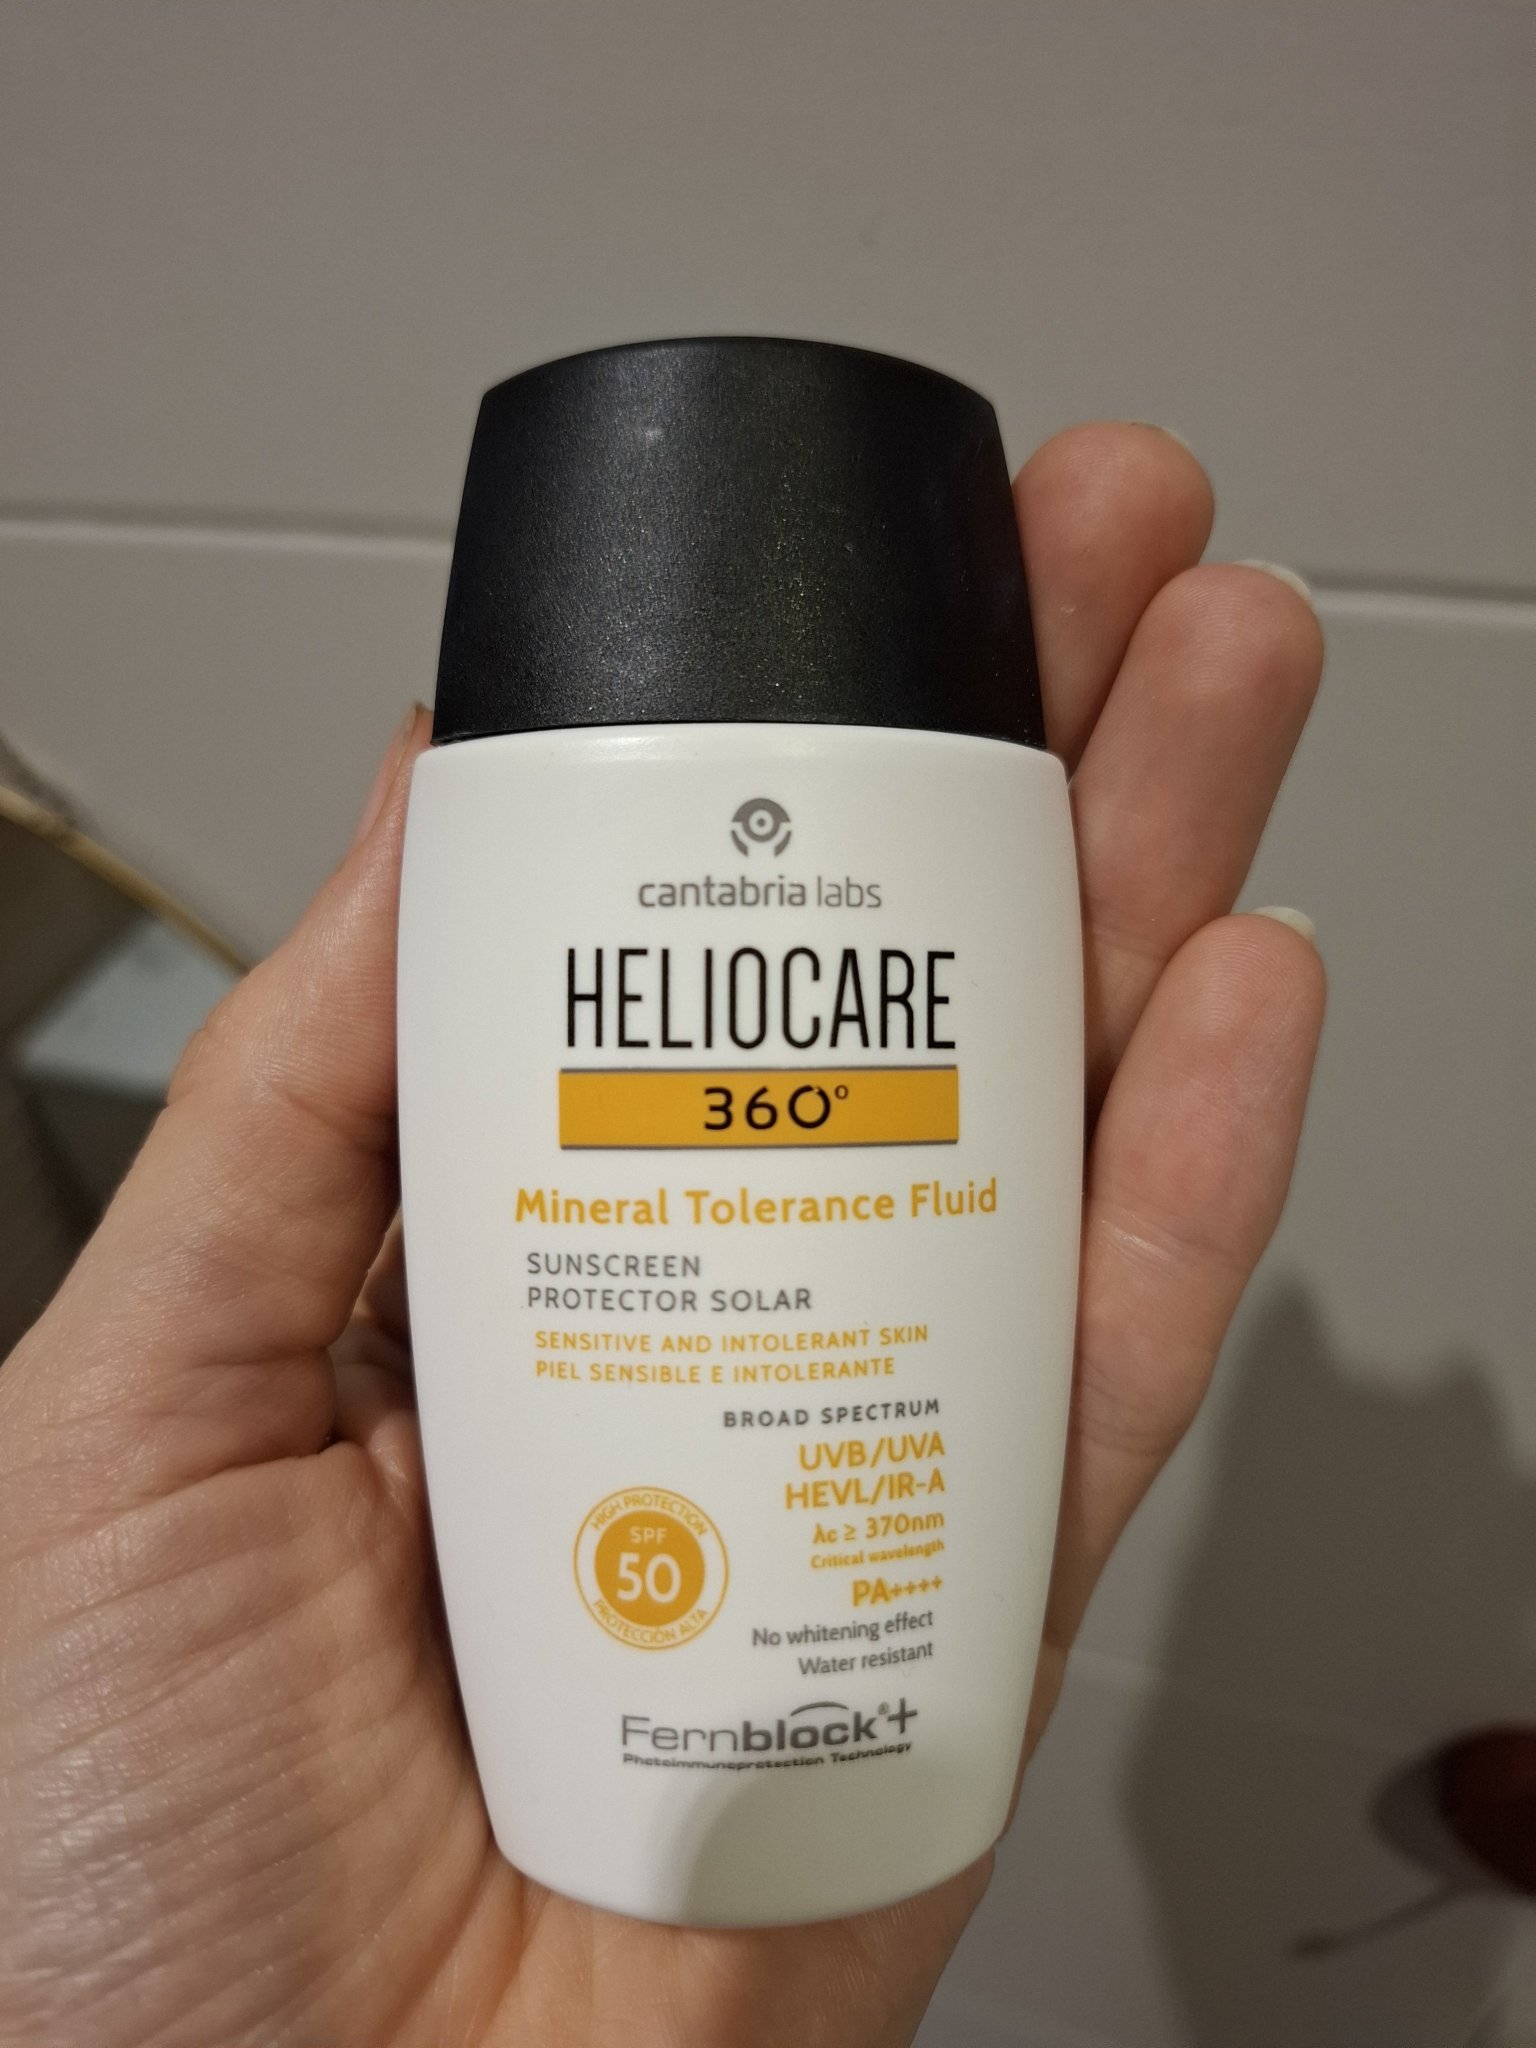 cantabria labs
HELIOCARE
360º
Mineral Tolerance Fluid
SUNSCREEN
PROTECTOR SOLAR
SENSITIVE AND INTOLERANT SKIN
PIEL SENSIBLE E INTOLERANTE
BROAD SPECTRUM
UVB/UVA
HEVL/IR-A
λc ≥ 370nm
Critical wavelength
PA++++
No whitening effect
Water resistant
HIGH PROTECTION
SPF
50
PROTECCIÓN ALTA
Fernblock®+
Photoimmunoprotection Technology